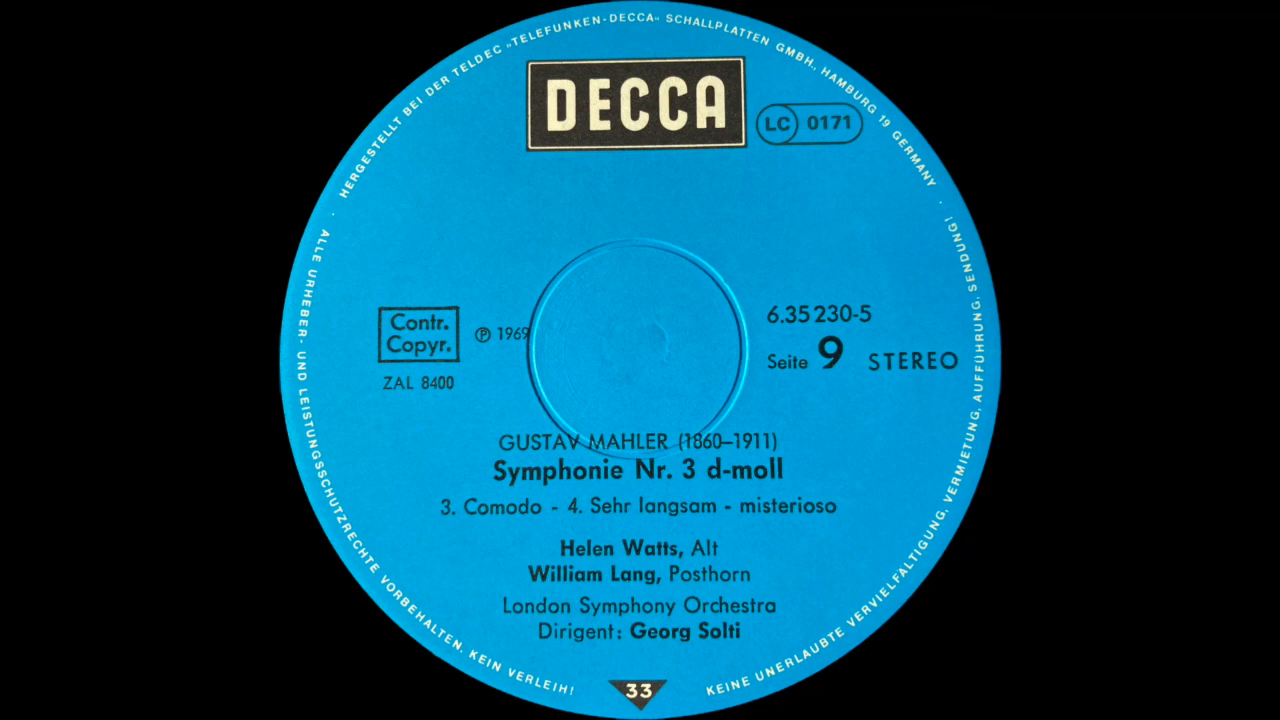 HERGESTELLT BEI DER TELDEC »TELEFUNKEN-DECCA« SCHALLPLATTEN GMBH., HAMBURG 19 GERMANY ·
DECCA
LC 0171
Contr.
Copyr.
ZAL 8400
℗ 1969
6.35 230-5
Seite 9 STEREO
GUSTAV MAHLER (1860–1911)
Symphonie Nr. 3 d-moll
3. Comodo - 4. Sehr langsam - misterioso
Helen Watts, Alt
William Lang, Posthorn
London Symphony Orchestra
Dirigent: Georg Solti
33
· ALLE URHEBER- UND LEISTUNGSSCHUTZRECHTE VORBEHALTEN. KEIN VERLEIH!
KEINE UNERLAUBTE VERVIELFÄLTIGUNG, VERMIETUNG, AUFFÜHRUNG, SENDUNG!